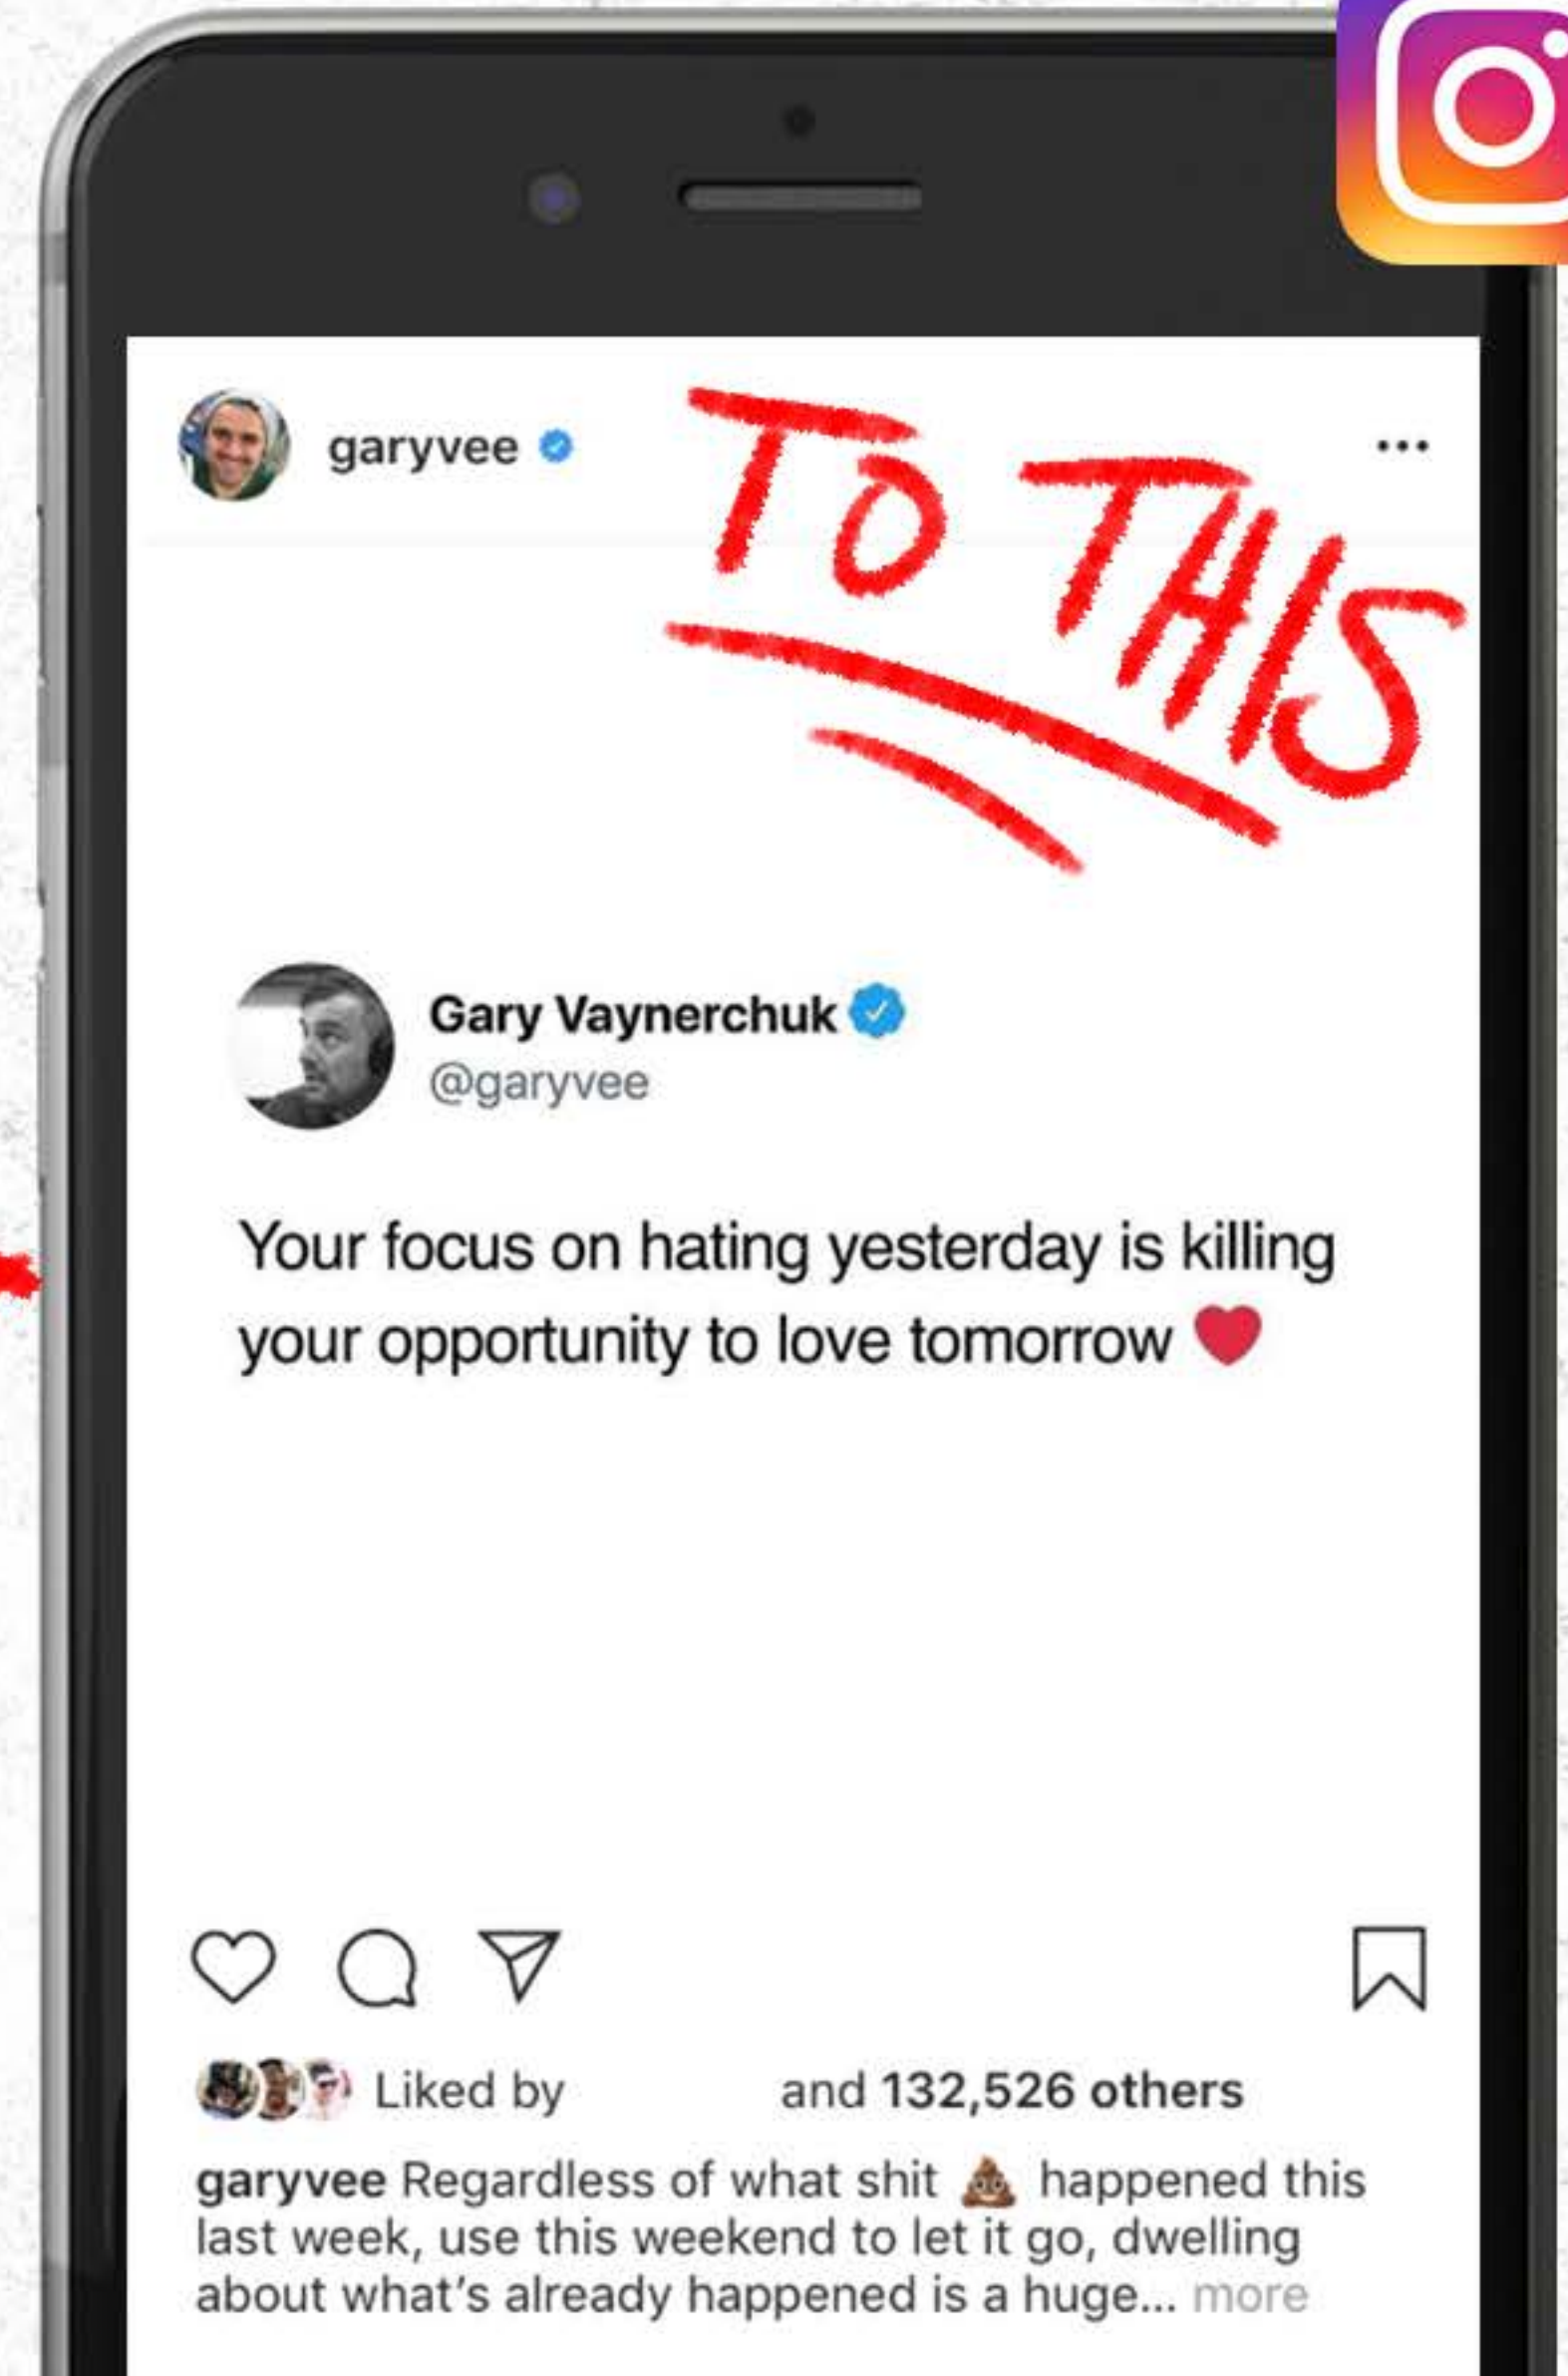 garyvee
TO THIS
Gary Vaynerchuk
@garyvee
Your focus on hating yesterday is killing
your opportunity to love tomorrow ❤️
Liked by and 132,526 others
garyvee Regardless of what shit 💩 happened this
last week, use this weekend to let it go, dwelling
about what's already happened is a huge... more